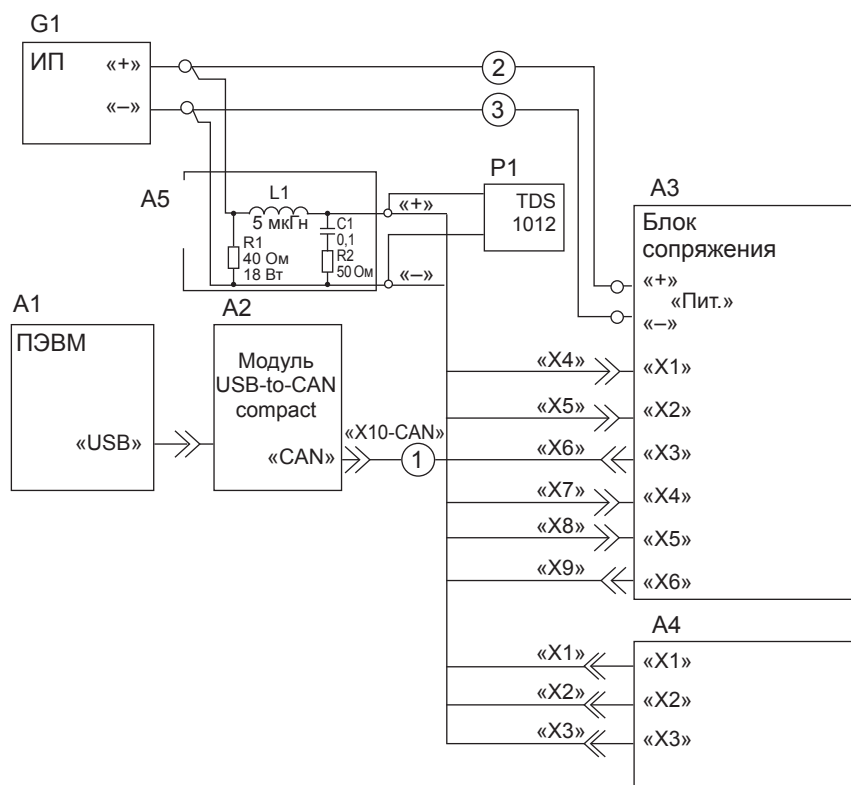 G1
ИП
«+»
«–»
2
3
A5
L1
5 мкГн
R1
40 Ом
18 Вт
C1
0,1
R2
50 Ом
«+»
«–»
P1
TDS
1012
A3
Блок
сопряжения
«+»
«Пит.»
«–»
A1
ПЭВМ
«USB»
A2
Модуль
USB-to-CAN
compact
«CAN»
«X10-CAN»
1
«X4»
«X1»
«X5»
«X2»
«X6»
«X3»
«X7»
«X4»
«X8»
«X5»
«X9»
«X6»
A4
«X1»
«X1»
«X2»
«X2»
«X3»
«X3»